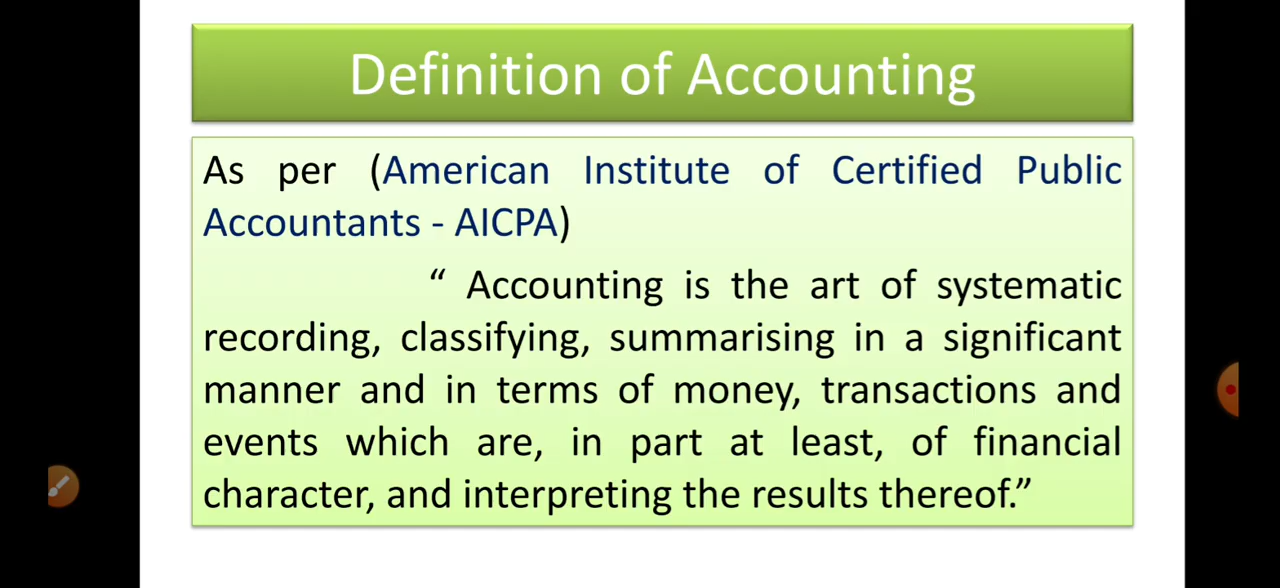 Definition of Accounting
As per (American Institute of Certified Public
Accountants - AICPA)
“ Accounting is the art of systematic
recording, classifying, summarising in a significant
manner and in terms of money, transactions and
events which are, in part at least, of financial
character, and interpreting the results thereof.”